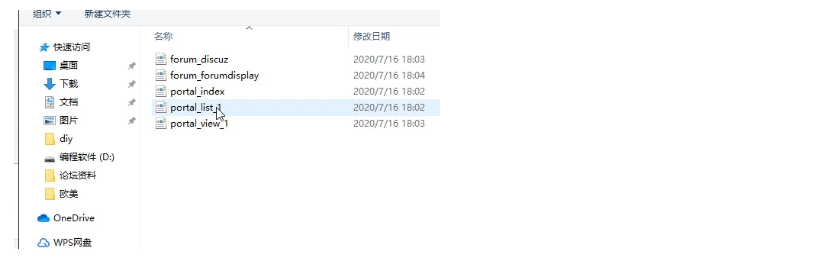 组织 新建文件夹
名称 修改日期
快速访问
桌面
下载
文档
图片
diy
编程软件 (D:)
论坛资料
欧美
OneDrive
WPS网盘
forum_discuz 2020/7/16 18:03
forum_forumdisplay 2020/7/16 18:04
portal_index 2020/7/16 18:02
portal_list_1 2020/7/16 18:02
portal_view_1 2020/7/16 18:03